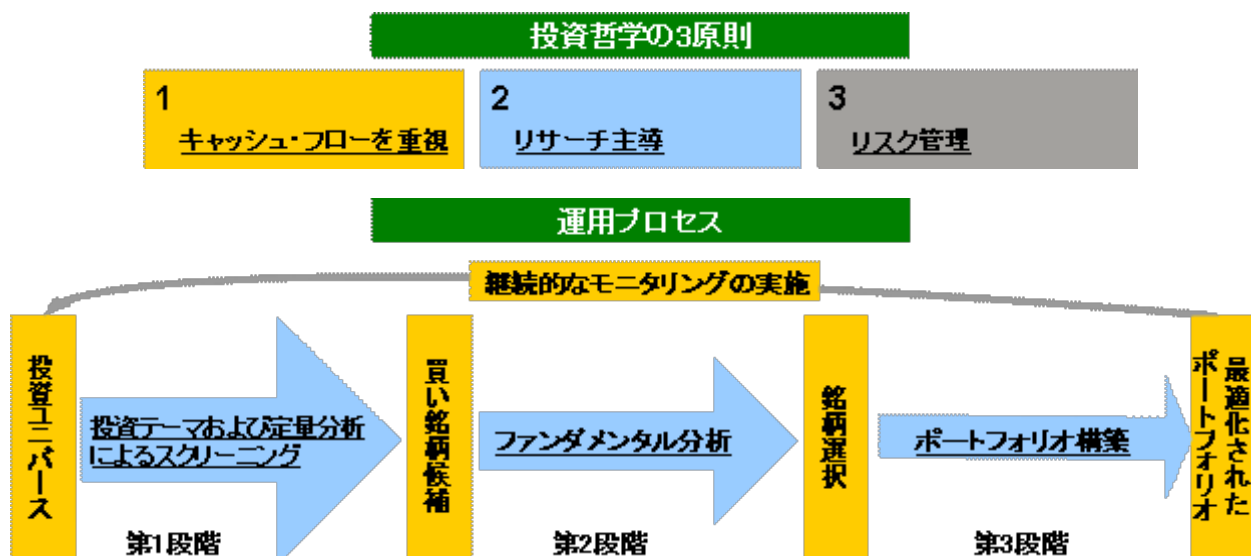 投資哲学の3原則
1
キャッシュ・フローを重視
2
リサーチ主導
3
リスク管理
運用プロセス
継続的なモニタリングの実施
投資ユニバース
投資テーマおよび定量分析
によるスクリーニング
第1段階
買い銘柄候補
ファンダメンタル分析
第2段階
銘柄選択
ポートフォリオ構築
第3段階
最適化された
ポートフォリオ